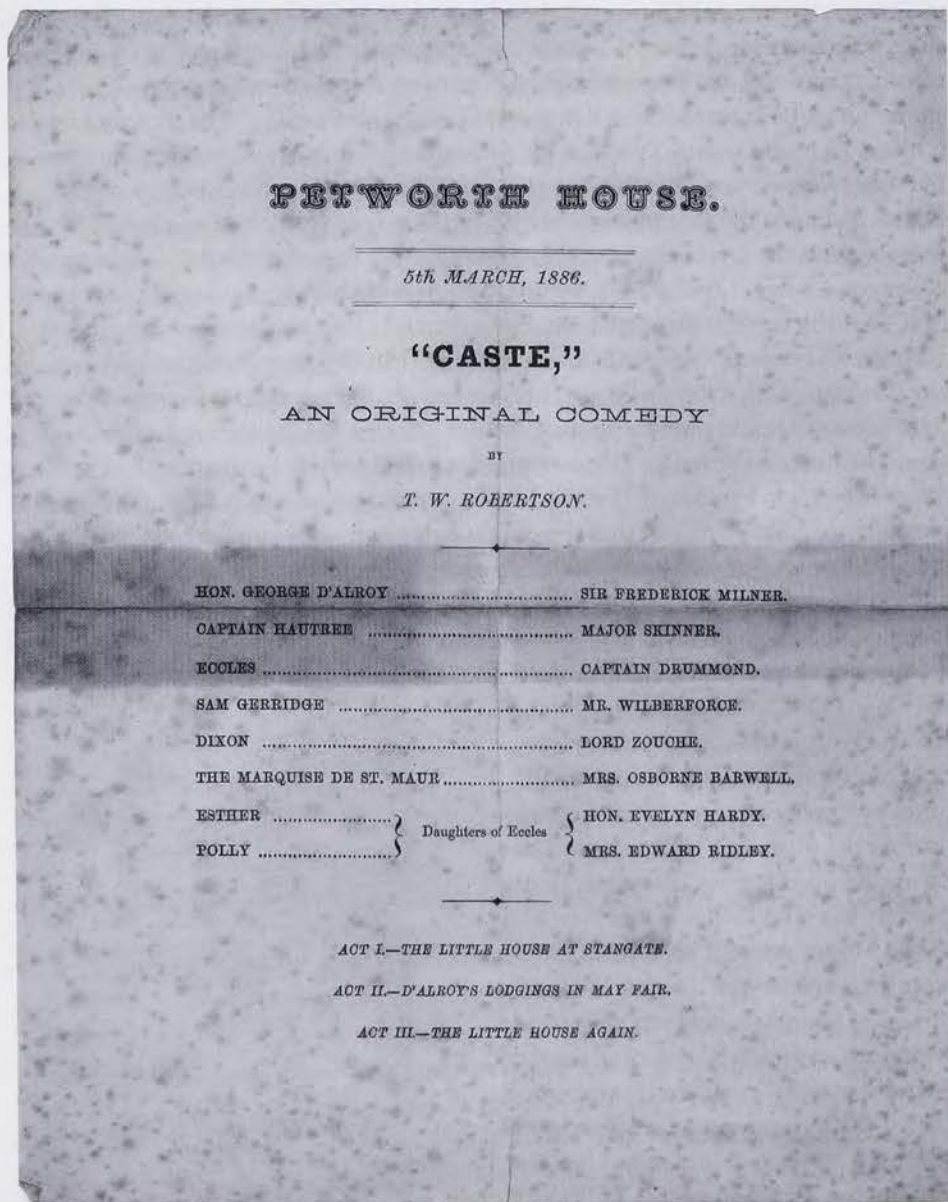 PETWORTH HOUSE.
5th MARCH, 1886.
"CASTE,"
AN ORIGINAL COMEDY
BY
T. W. ROBERTSON.
HON. GEORGE D'ALROY ................................. SIR FREDERICK MILNER.
CAPTAIN HAUTREE ....................................... MAJOR SKINNER.
ECCLES ........................................................... CAPTAIN DRUMMOND.
SAM GERRIDGE ............................................. MR. WILBERFORCE.
DIXON ........................................................... LORD ZOUCHE.
THE MARQUISE DE ST. MAUR ......................... MRS. OSBORNE BARWELL.
ESTHER ....................... } Daughters of Eccles { HON. EVELYN HARDY.
POLLY .......................... } { MRS. EDWARD RIDLEY.
ACT I.—THE LITTLE HOUSE AT STANGATE.
ACT II.—D'ALROY'S LODGINGS IN MAY FAIR.
ACT III.—THE LITTLE HOUSE AGAIN.